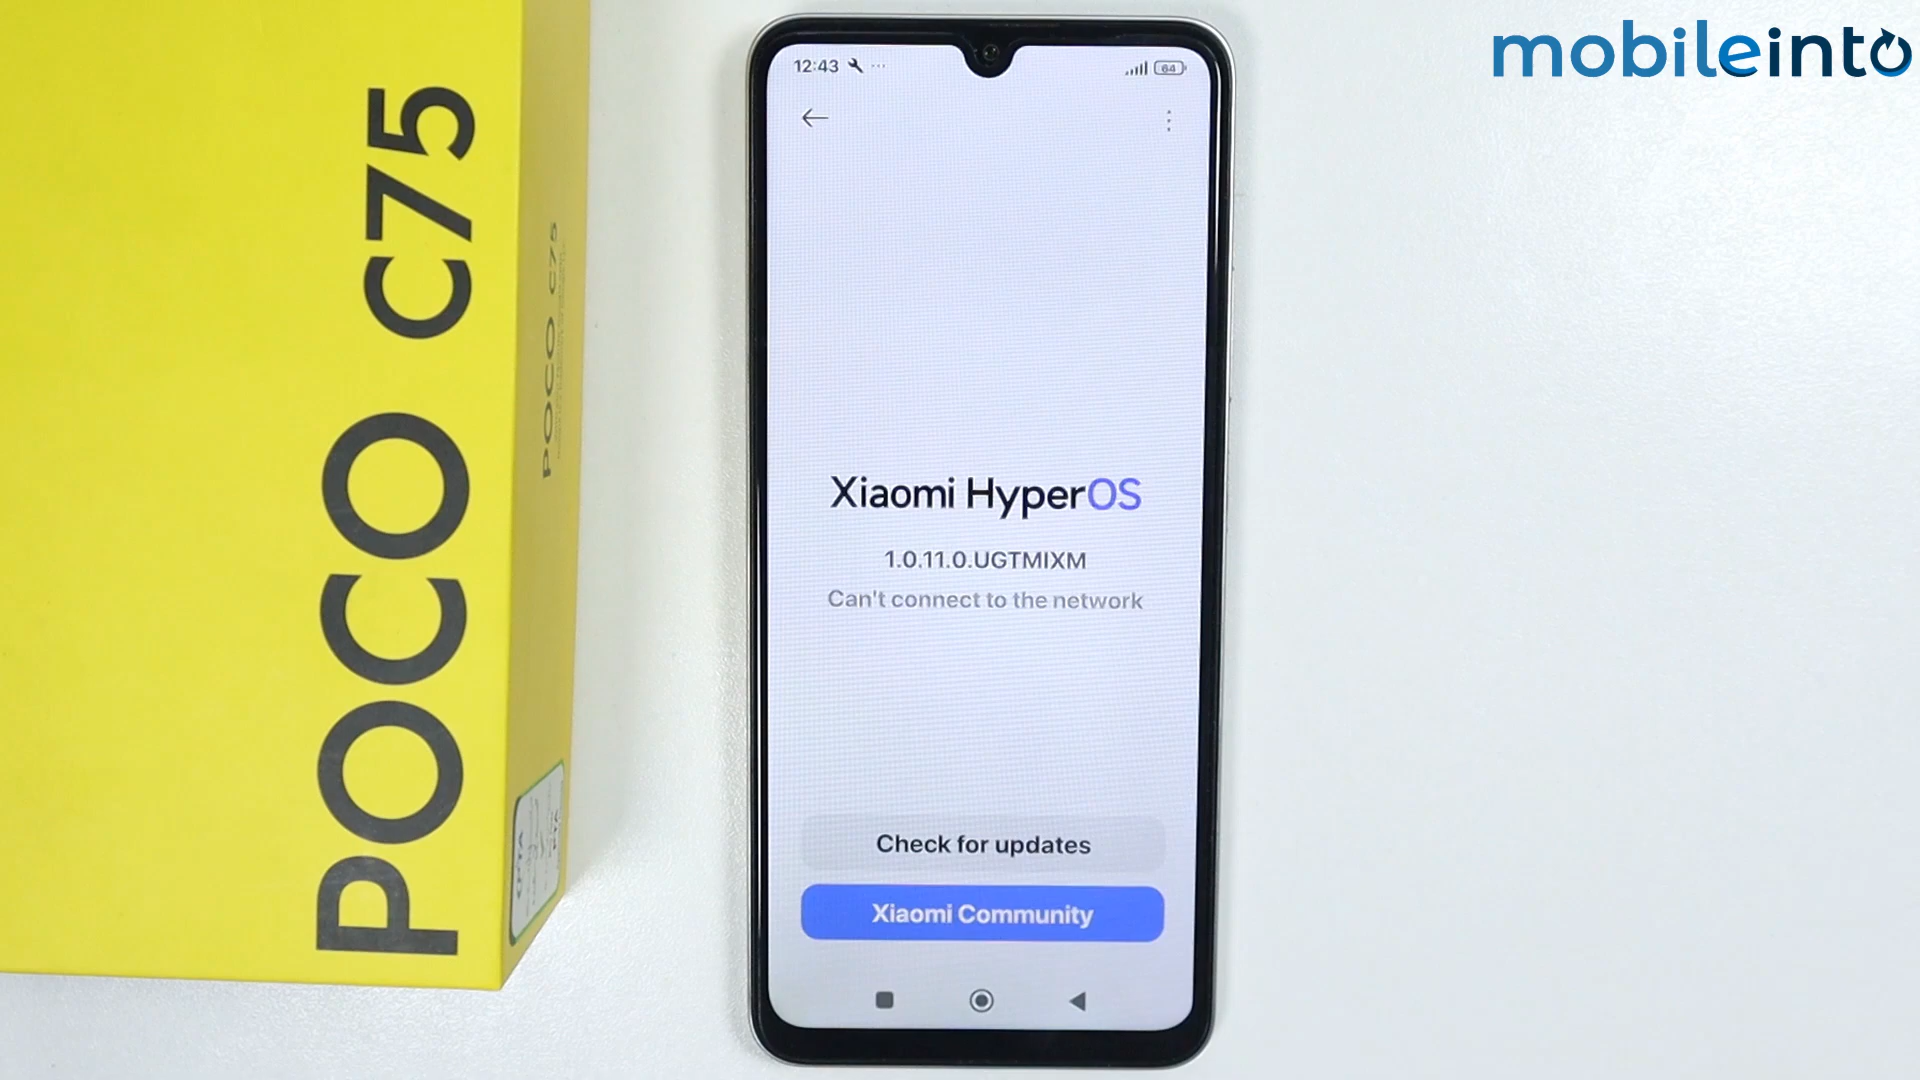 mobileinto
POCO C75
POCO C75
12:43
64
Xiaomi HyperOS
1.0.11.0.UGTMIXM
Can't connect to the network
Check for updates
Xiaomi Community